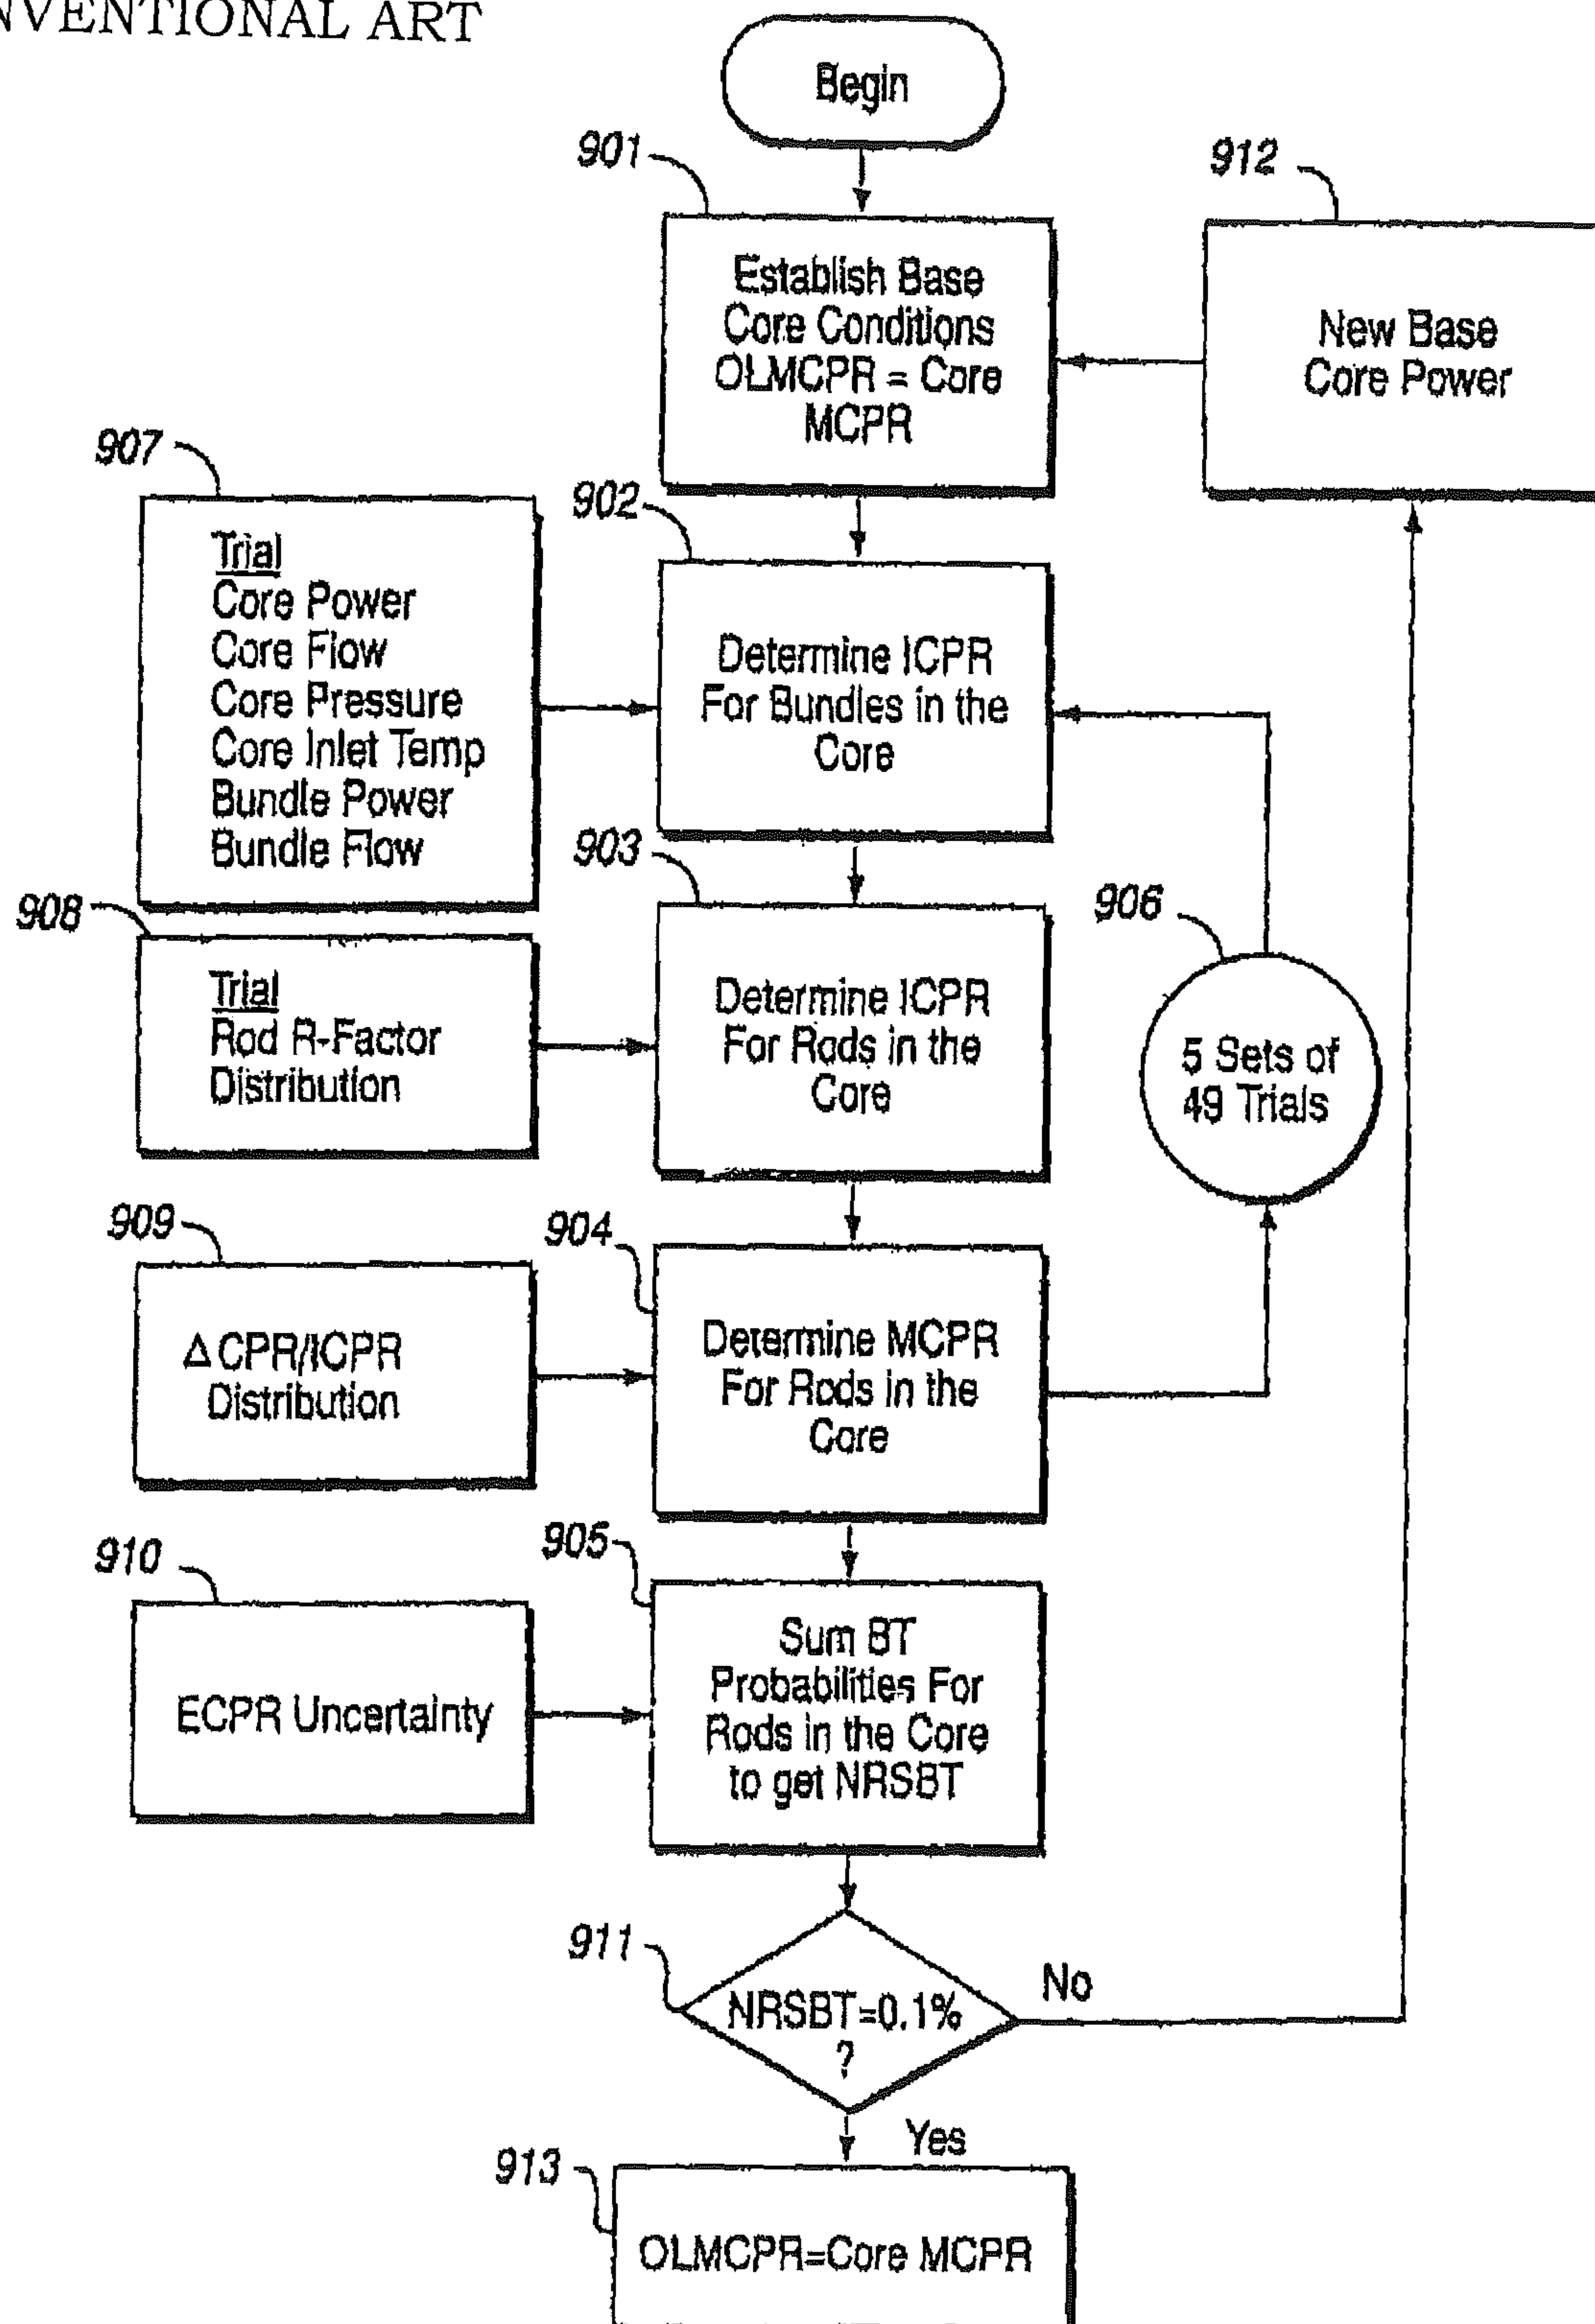 NVENTIONAL ART
Begin
901
912
Establish Base
Core Conditions
OLMCPR = Core
MCPR
New Base
Core Power
907
902
Trial
Core Power
Core Flow
Core Pressure
Core Inlet Temp
Bundle Power
Bundle Flow
Determine ICPR
For Bundles in the
Core
908
903
906
Trial
Rod R-Factor
Distribution
Determine ICPR
For Rods in the
Core
5 Sets of
49 Trials
909
904
Δ CPR/ICPR
Distribution
Determine MCPR
For Rods in the
Core
910
905
ECPR Uncertainty
Sum BT
Probabilities For
Rods in the Core
to get NRSBT
911
NRSBT=0.1%
?
No
Yes
913
OLMCPR=Core MCPR